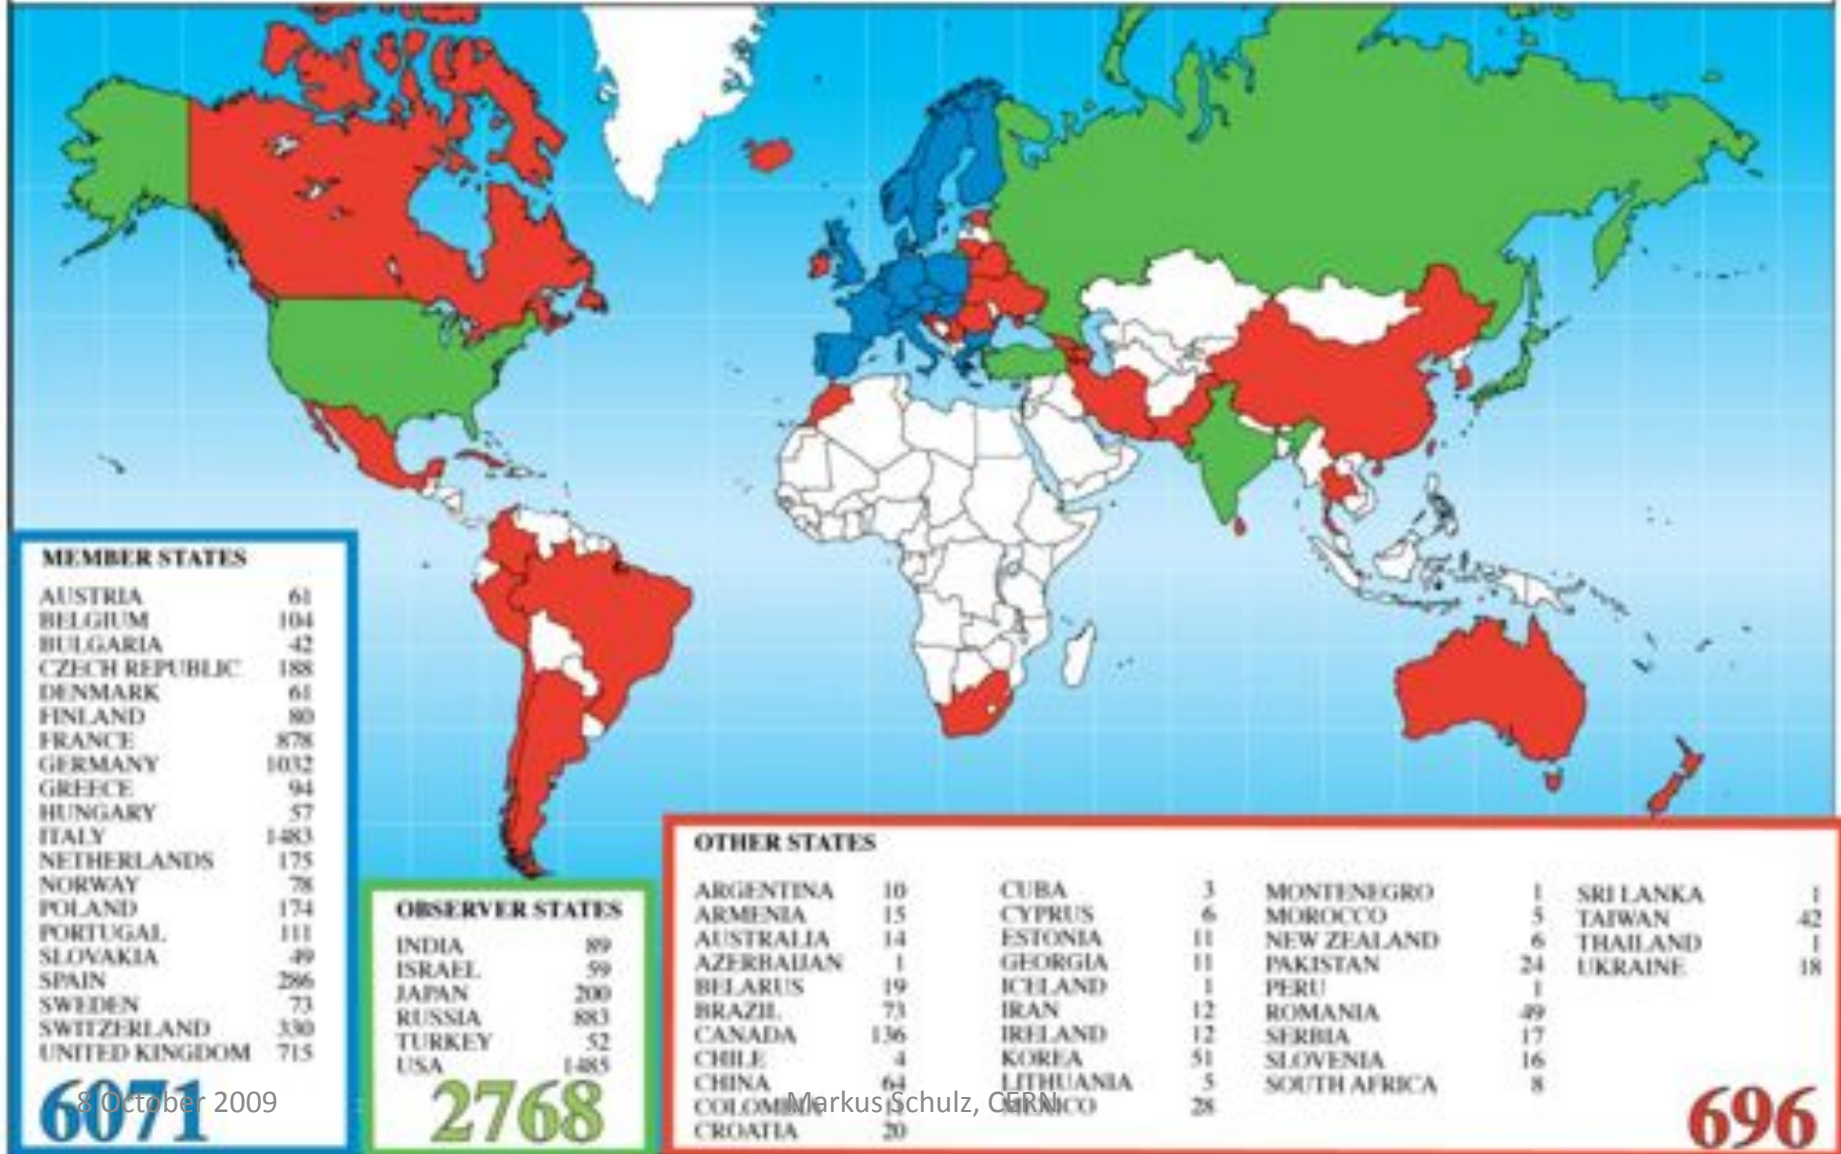 MEMBER STATES
AUSTRIA 61
BELGIUM 104
BULGARIA 42
CZECH REPUBLIC 188
DENMARK 61
FINLAND 80
FRANCE 878
GERMANY 1032
GREECE 94
HUNGARY 57
ITALY 1483
NETHERLANDS 175
NORWAY 78
POLAND 174
PORTUGAL 111
SLOVAKIA 49
SPAIN 286
SWEDEN 73
SWITZERLAND 330
UNITED KINGDOM 715
6071
8 October 2009
OBSERVER STATES
INDIA 89
ISRAEL 59
JAPAN 200
RUSSIA 883
TURKEY 52
USA 1485
2768
OTHER STATES
ARGENTINA 10
ARMENIA 15
AUSTRALIA 14
AZERBAIJAN 1
BELARUS 19
BRAZIL 73
CANADA 136
CHILE 4
CHINA 64
COLOMBIA 11
CROATIA 20
CUBA 3
CYPRUS 6
ESTONIA 11
GEORGIA 11
ICELAND 1
IRAN 12
IRELAND 12
KOREA 51
LITHUANIA 5
MEXICO 28
MONTENEGRO 1
MOROCCO 5
NEW ZEALAND 6
PAKISTAN 24
PERU 1
ROMANIA 49
SERBIA 17
SLOVENIA 16
SOUTH AFRICA 8
SRI LANKA 1
TAIWAN 42
THAILAND 1
UKRAINE 18
696
Markus Schulz, CERN